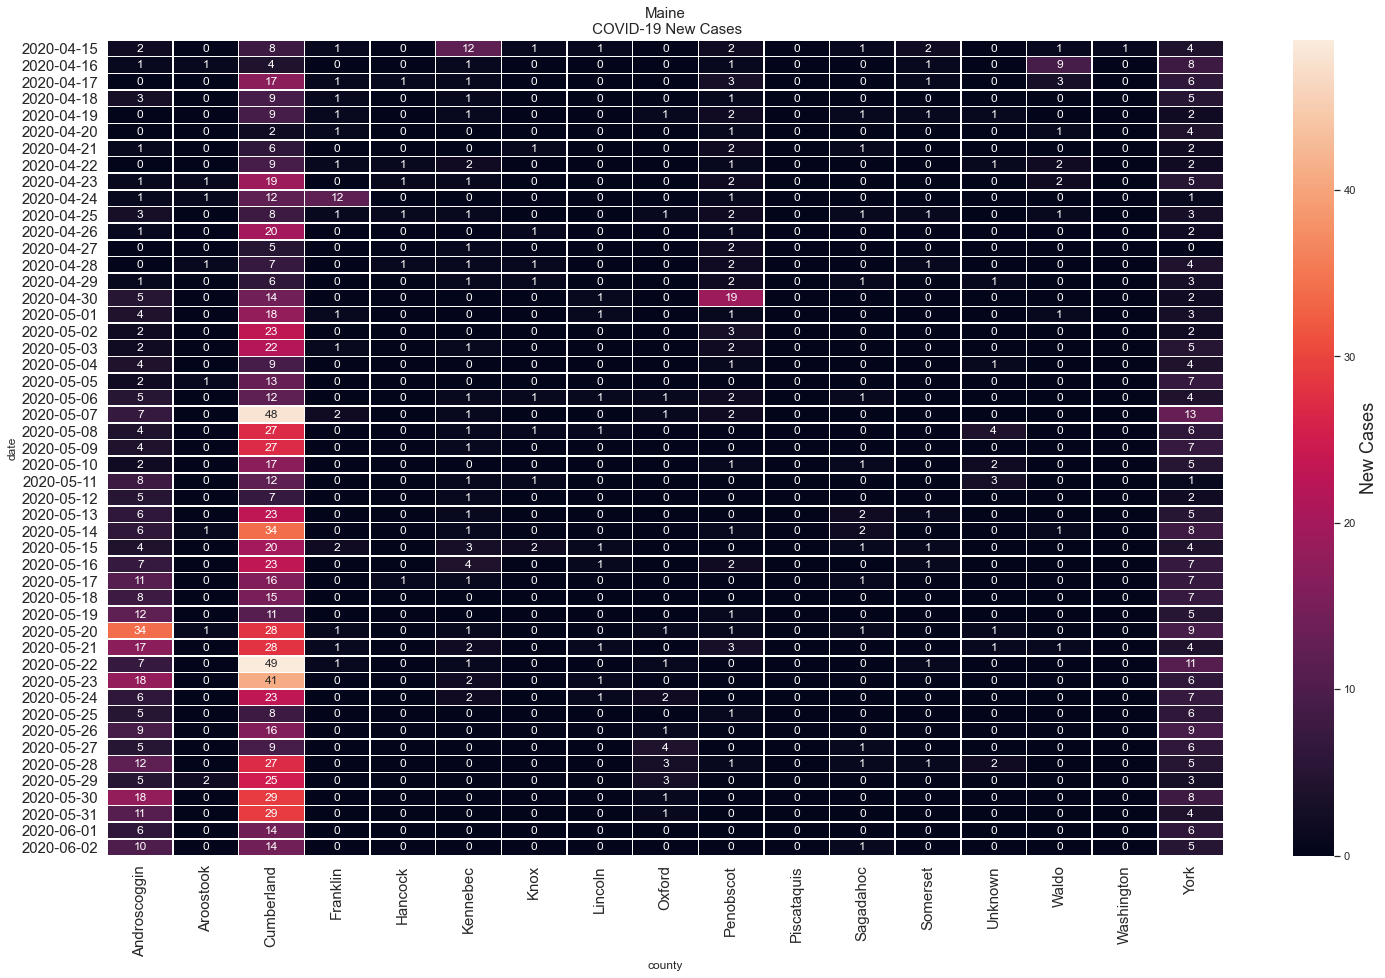 Maine
COVID-19 New Cases
2020-04-15 2 0 8 1 0 12 1 1 0 2 0 1 2 0 1 1 4
2020-04-16 1 1 4 0 0 1 0 0 0 1 0 0 1 0 9 0 8
2020-04-17 0 0 17 1 1 1 0 0 0 3 0 0 1 0 3 0 6
2020-04-18 3 0 9 1 0 1 0 0 0 1 0 0 0 0 0 0 5
2020-04-19 0 0 9 1 0 1 0 0 1 2 0 1 1 1 0 0 2
2020-04-20 0 0 2 1 0 0 0 0 0 1 0 0 0 0 1 0 4
2020-04-21 1 0 6 0 0 0 1 0 0 2 0 1 0 0 0 0 2
2020-04-22 0 0 9 1 1 2 0 0 0 1 0 0 0 1 2 0 2
2020-04-23 1 1 19 0 1 1 0 0 0 2 0 0 0 0 2 0 5
2020-04-24 1 1 12 12 0 0 0 0 0 1 0 0 0 0 0 0 1
2020-04-25 3 0 8 1 1 1 0 0 1 2 0 1 1 0 1 0 3
2020-04-26 1 0 20 0 0 0 1 0 0 1 0 0 0 0 0 0 2
2020-04-27 0 0 5 0 0 1 0 0 0 2 0 0 0 0 0 0 0
2020-04-28 0 1 7 0 1 1 1 0 0 2 0 0 1 0 0 0 4
2020-04-29 1 0 6 0 0 1 1 0 0 2 0 1 0 1 0 0 3
2020-04-30 5 0 14 0 0 0 0 1 0 19 0 0 0 0 0 0 2
2020-05-01 4 0 18 1 0 0 0 1 0 1 0 0 0 0 1 0 3
2020-05-02 2 0 23 0 0 0 0 0 0 3 0 0 0 0 0 0 2
2020-05-03 2 0 22 1 0 1 0 0 0 2 0 0 0 0 0 0 5
2020-05-04 4 0 9 0 0 0 0 0 0 1 0 0 0 1 0 0 4
2020-05-05 2 1 13 0 0 0 0 0 0 0 0 0 0 0 0 0 7
2020-05-06 5 0 12 0 0 1 1 1 1 2 0 1 0 0 0 0 4
2020-05-07 7 0 48 2 0 1 0 0 1 2 0 0 0 0 0 0 13
2020-05-08 4 0 27 0 0 1 1 1 0 0 0 0 0 4 0 0 6
2020-05-09 4 0 27 0 0 1 0 0 0 0 0 0 0 0 0 0 7
2020-05-10 2 0 17 0 0 0 0 0 0 1 0 1 0 2 0 0 5
2020-05-11 8 0 12 0 0 1 1 0 0 0 0 0 0 3 0 0 1
2020-05-12 5 0 7 0 0 1 0 0 0 0 0 0 0 0 0 0 2
2020-05-13 6 0 23 0 0 1 0 0 0 0 0 2 1 0 0 0 5
2020-05-14 6 1 34 0 0 1 0 0 0 1 0 2 0 0 1 0 8
2020-05-15 4 0 20 2 0 3 2 1 0 0 0 1 1 0 0 0 4
2020-05-16 7 0 23 0 0 4 0 1 0 2 0 0 1 0 0 0 7
2020-05-17 11 0 16 0 1 1 0 0 0 0 0 1 0 0 0 0 7
2020-05-18 8 0 15 0 0 0 0 0 0 0 0 0 0 0 0 0 7
2020-05-19 12 0 11 0 0 0 0 0 0 1 0 0 0 0 0 0 5
2020-05-20 34 1 28 1 0 1 0 0 1 1 0 1 0 1 0 0 9
2020-05-21 17 0 28 1 0 2 0 1 0 3 0 0 0 1 1 0 4
2020-05-22 7 0 49 1 0 1 0 0 1 0 0 0 1 0 0 0 11
2020-05-23 18 0 41 0 0 2 0 1 0 0 0 0 0 0 0 0 6
2020-05-24 6 0 23 0 0 2 0 1 2 0 0 0 0 0 0 0 7
2020-05-25 5 0 8 0 0 0 0 0 0 1 0 0 0 0 0 0 6
2020-05-26 9 0 16 0 0 0 0 0 1 0 0 0 0 0 0 0 9
2020-05-27 5 0 9 0 0 0 0 0 4 0 0 1 0 0 0 0 6
2020-05-28 12 0 27 0 0 0 0 0 3 1 0 1 1 2 0 0 5
2020-05-29 5 2 25 0 0 0 0 0 3 0 0 0 0 0 0 0 3
2020-05-30 18 0 29 0 0 0 0 0 1 0 0 0 0 0 0 0 8
2020-05-31 11 0 29 0 0 0 0 0 1 0 0 0 0 0 0 0 4
2020-06-01 6 0 14 0 0 0 0 0 0 0 0 0 0 0 0 0 6
2020-06-02 10 0 14 0 0 0 0 0 0 0 0 1 0 0 0 0 5
date
Androscoggin Aroostook Cumberland Franklin Hancock Kennebec Knox Lincoln Oxford Penobscot Piscataquis Sagadahoc Somerset Unknown Waldo Washington York
county
40
30
20
10
0
New Cases